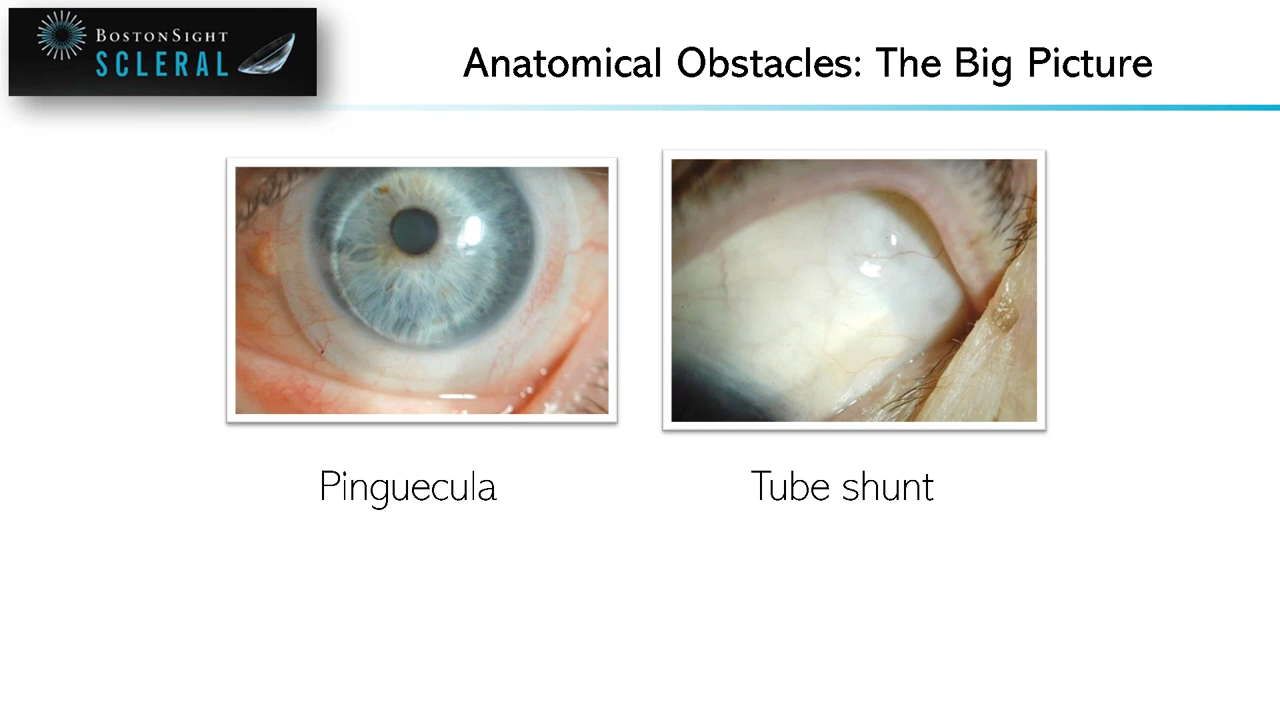 BOSTONSIGHT
SCLERAL
Anatomical Obstacles: The Big Picture
Pinguecula
Tube shunt